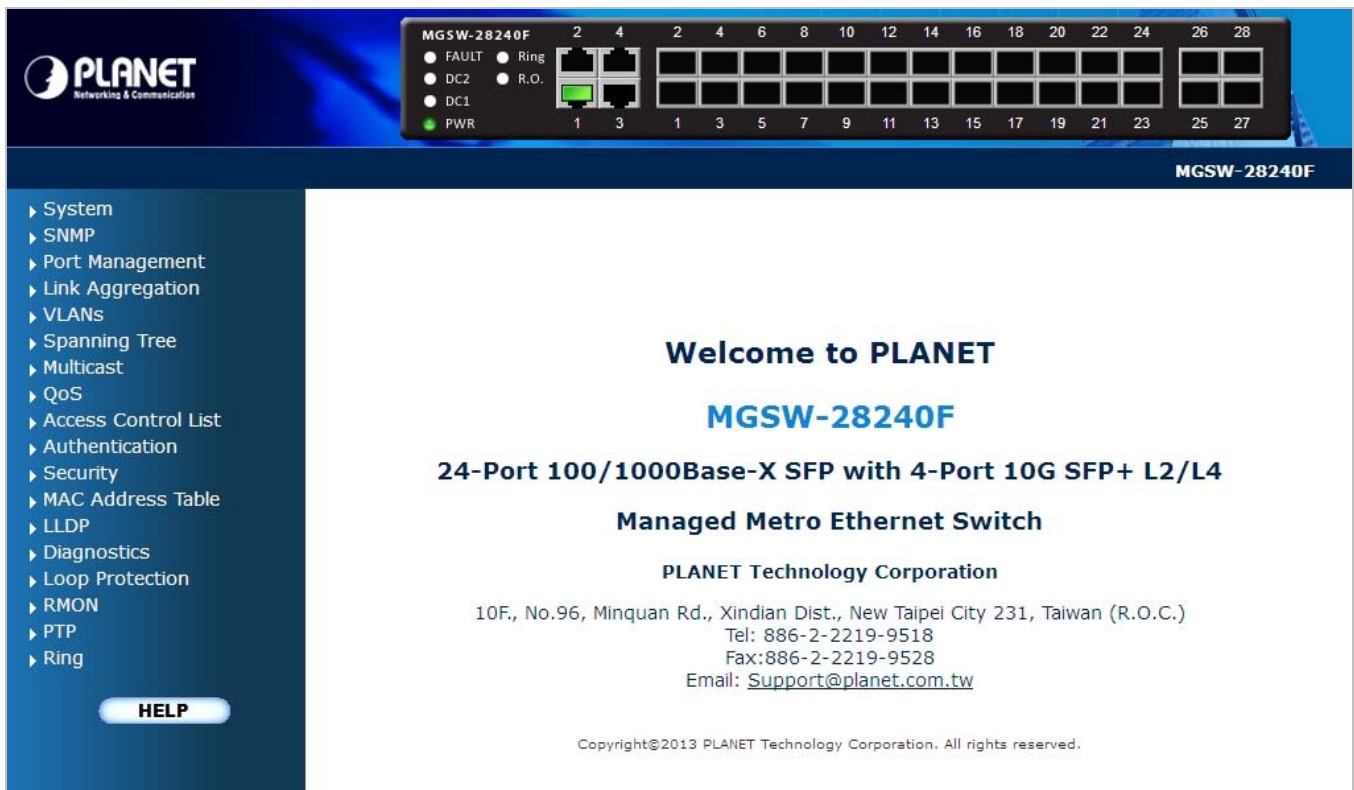 PLANET
Networking & Communication
MGSW-28240F
FAULT Ring
DC2 R.O.
DC1
PWR
2 4 2 4 6 8 10 12 14 16 18 20 22 24 26 28
1 3 1 3 5 7 9 11 13 15 17 19 21 23 25 27
MGSW-28240F
System
SNMP
Port Management
Link Aggregation
VLANs
Spanning Tree
Multicast
QoS
Access Control List
Authentication
Security
MAC Address Table
LLDP
Diagnostics
Loop Protection
RMON
PTP
Ring
HELP
Welcome to PLANET
MGSW-28240F
24-Port 100/1000Base-X SFP with 4-Port 10G SFP+ L2/L4
Managed Metro Ethernet Switch
PLANET Technology Corporation
10F., No.96, Minquan Rd., Xindian Dist., New Taipei City 231, Taiwan (R.O.C.)
Tel: 886-2-2219-9518
Fax:886-2-2219-9528
Email: Support@planet.com.tw
Copyright©2013 PLANET Technology Corporation. All rights reserved.